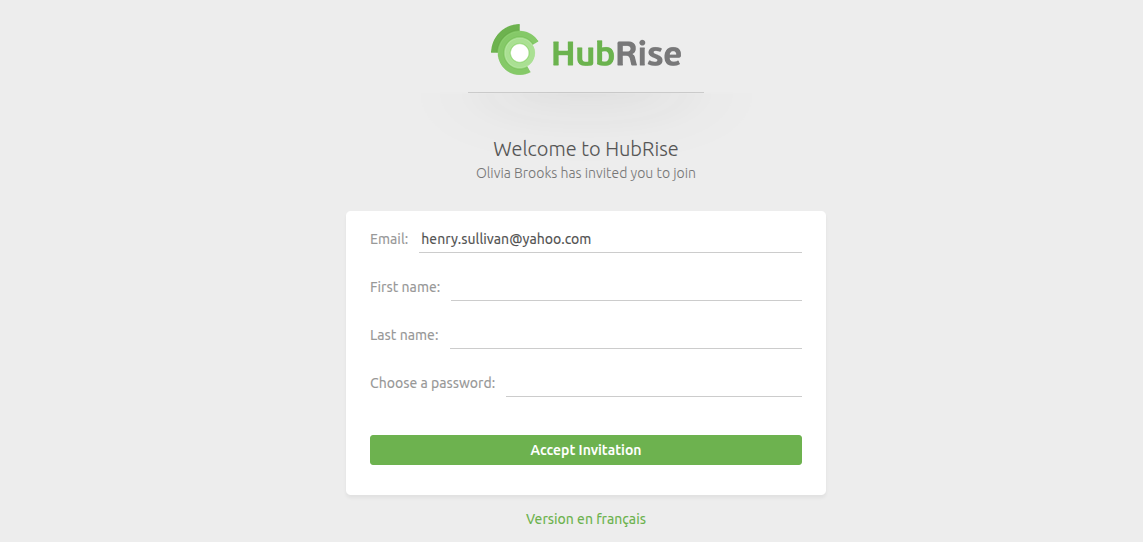 HubRise
Welcome to HubRise
Olivia Brooks has invited you to join
Email: henry.sullivan@yahoo.com
First name:
Last name:
Choose a password:
Accept Invitation
Version en français